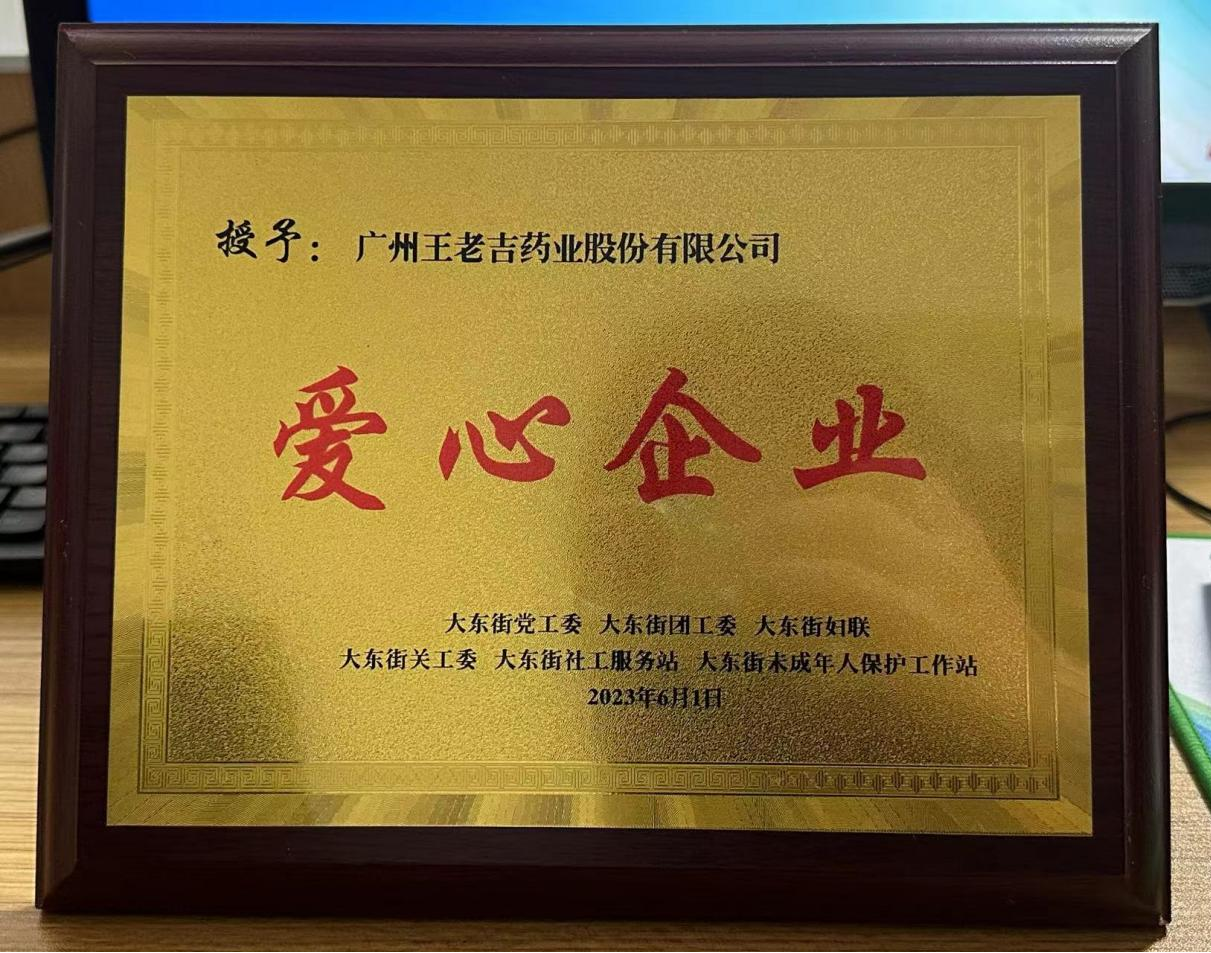 授予：广州王老吉药业股份有限公司
爱心企业
大东街党工委 大东街团工委 大东街妇联
大东街关工委 大东街社工服务站 大东街未成年人保护工作站
2023年6月1日